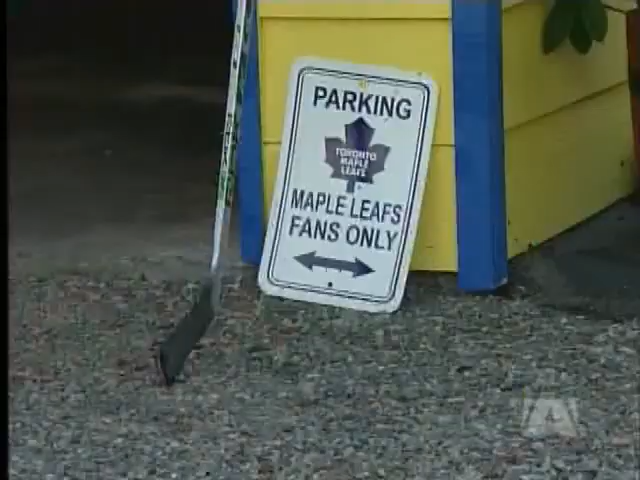 PARKING
TORONTO
MAPLE
LEAFS
MAPLE LEAFS
FANS ONLY
A